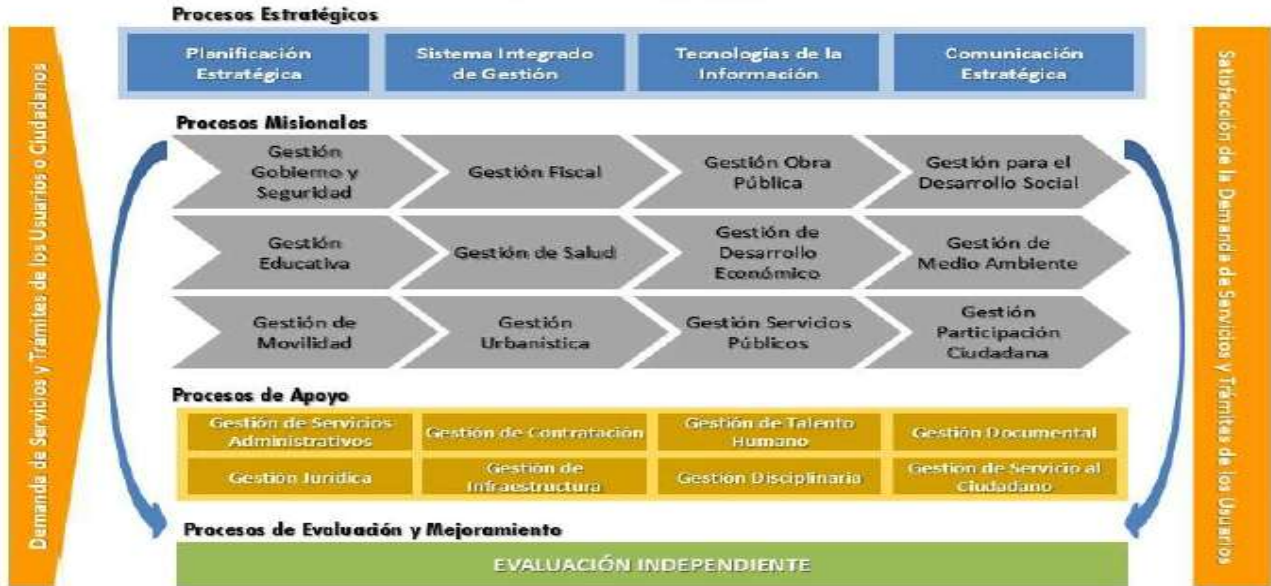 Procesos Estratégicos
Planificación
Estratégica
Sistema Integrado
de Gestión
Tecnologías de la
Información
Comunicación
Estratégica
Demanda de Servicios y Trámites de los Usuarios o Ciudadanos
Procesos Misionales
Gestión
Gobierno y
Seguridad
Gestión Fiscal
Gestión Obra
Pública
Gestión para el
Desarrollo Social
Gestión
Educativa
Gestión de Salud
Gestión de
Desarrollo
Económico
Gestión de
Medio Ambiente
Gestión de
Movilidad
Gestión
Urbanística
Gestión Servicios
Públicos
Gestión
Participación
Ciudadana
Procesos de Apoyo
Gestión de Servicios
Administrativos
Gestión de Contratación
Gestión de Talento
Humano
Gestión Documental
Gestión Jurídica
Gestión de
Infraestructura
Gestión Disciplinaria
Gestión de Servicio al
Ciudadano
Procesos de Evaluación y Mejoramiento
EVALUACIÓN INDEPENDIENTE
Satisfacción de la Demanda de Servicios y Trámites de los Usuarios